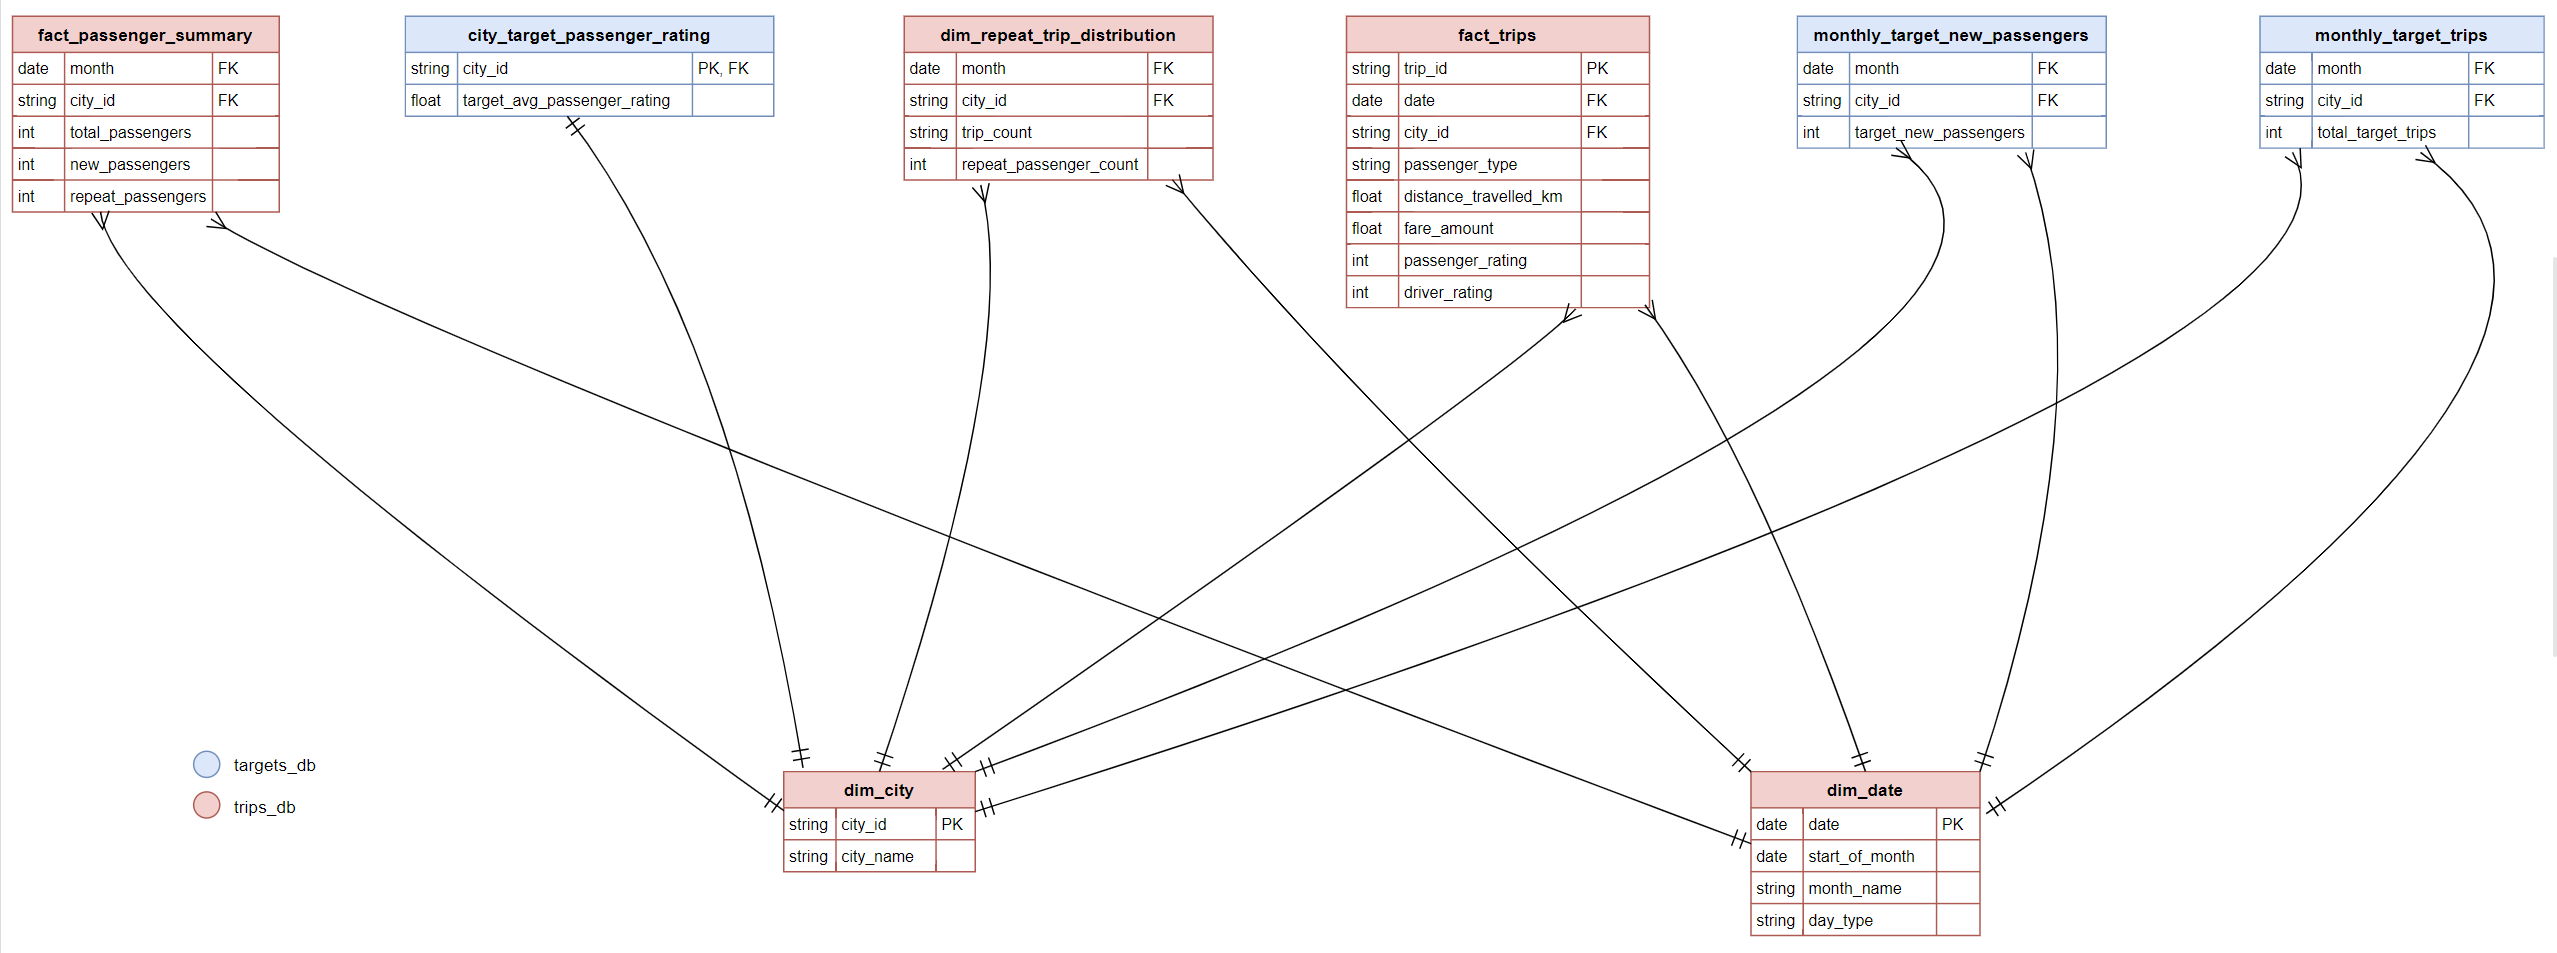 fact_passenger_summary
date month FK
string city_id FK
int total_passengers
int new_passengers
int repeat_passengers
city_target_passenger_rating
string city_id PK, FK
float target_avg_passenger_rating
dim_repeat_trip_distribution
date month FK
string city_id FK
string trip_count
int repeat_passenger_count
fact_trips
string trip_id PK
date date FK
string city_id FK
string passenger_type
float distance_travelled_km
float fare_amount
int passenger_rating
int driver_rating
monthly_target_new_passengers
date month FK
string city_id FK
int target_new_passengers
monthly_target_trips
date month FK
string city_id FK
int total_target_trips
targets_db
trips_db
dim_city
string city_id PK
string city_name
dim_date
date date PK
date start_of_month
string month_name
string day_type